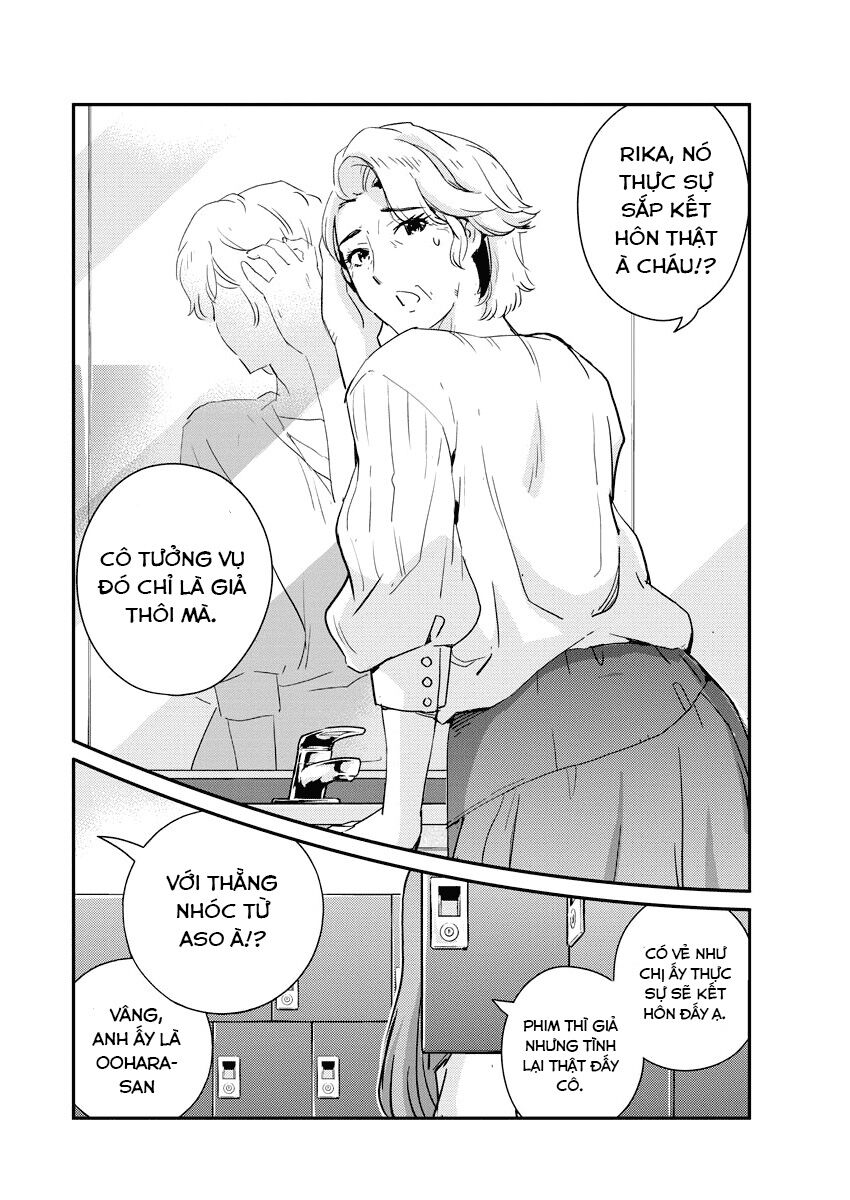 RIKA, NÓ
THỰC SỰ
SẮP KẾT
HÔN THẬT
À CHÁU!?
CÔ TƯỞNG VỤ
ĐÓ CHỈ LÀ GIẢ
THÔI MÀ.
CÓ VẺ NHƯ
CHỊ ẤY THỰC
SỰ SẼ KẾT
HÔN ĐẤY Ạ.
PHIM THÌ GIẢ
NHƯNG TÌNH
LẠI THẬT ĐẤY
CÔ.
VỚI THẰNG
NHÓC TỪ
ASO À!?
VÂNG,
ANH ẤY LÀ
OOHARA-
SAN